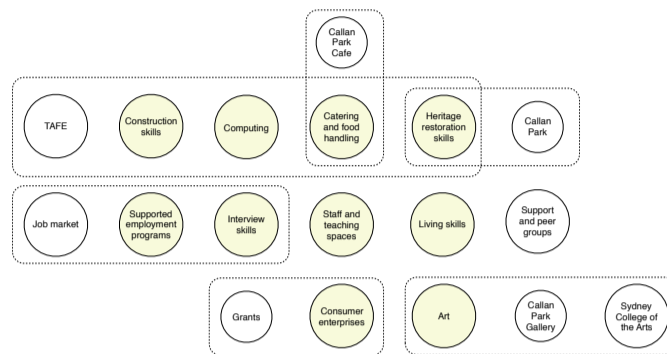 Callan
Park
Cafe
TAFE
Construction
skills
Computing
Catering
and food
handling
Heritage
restoration
skills
Callan
Park
Job market
Supported
employment
programs
Interview
skills
Staff and
teaching
spaces
Living skills
Support
and peer
groups
Grants
Consumer
enterprises
Art
Callan
Park
Gallery
Sydney
College of
the Arts